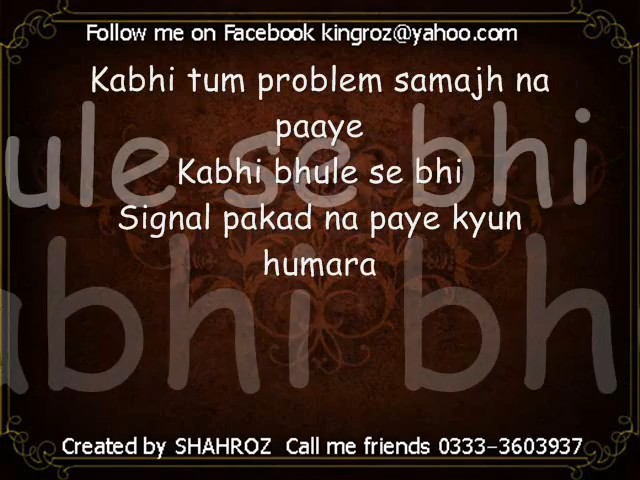 Follow me on Facebook kingroz@yahoo.com
Kabhi tum problem samajh na
paaye
Kabhi bhule se bhi
Signal pakad na paye kyun
humara
ule se bhi
abhi bh
Created by SHAHROZ Call me friends 0333-3603937